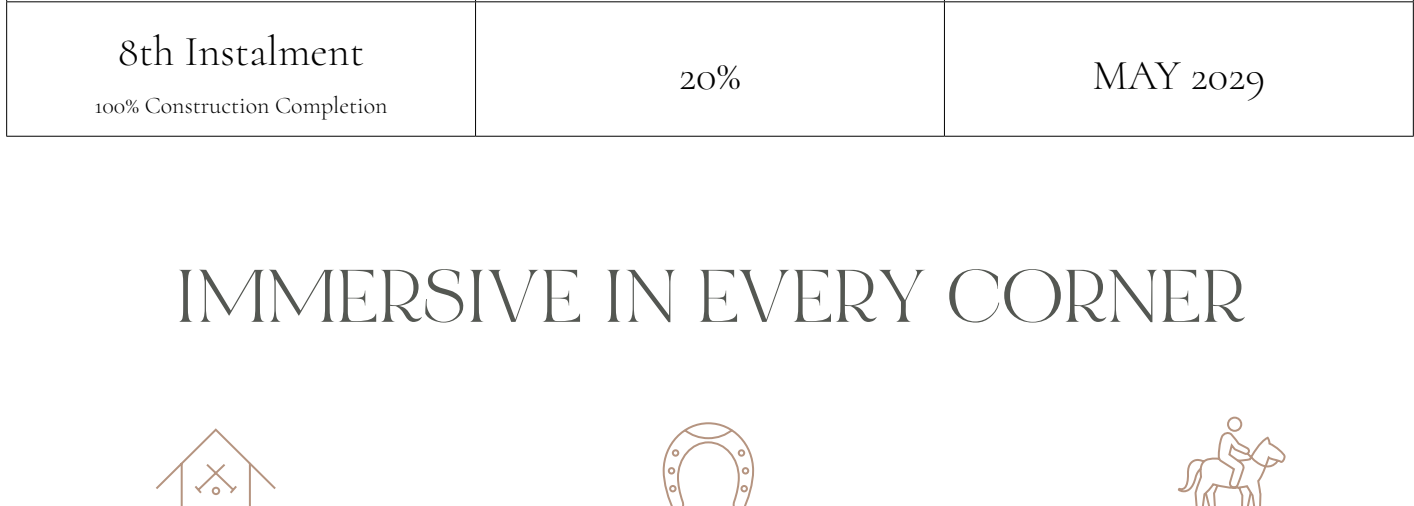 8th Instalment
100% Construction Completion
20%
MAY 2029
IMMERSIVE IN EVERY CORNER